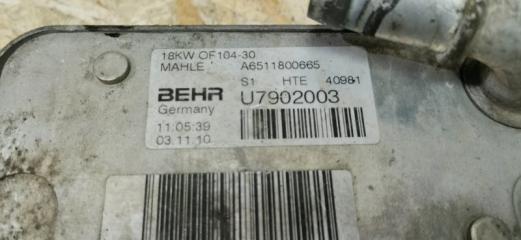 18KW OF104-30
MAHLE A6511800665
S1 HTE 40981
BEHR U7902003
Germany
11:05:39
03.11.10